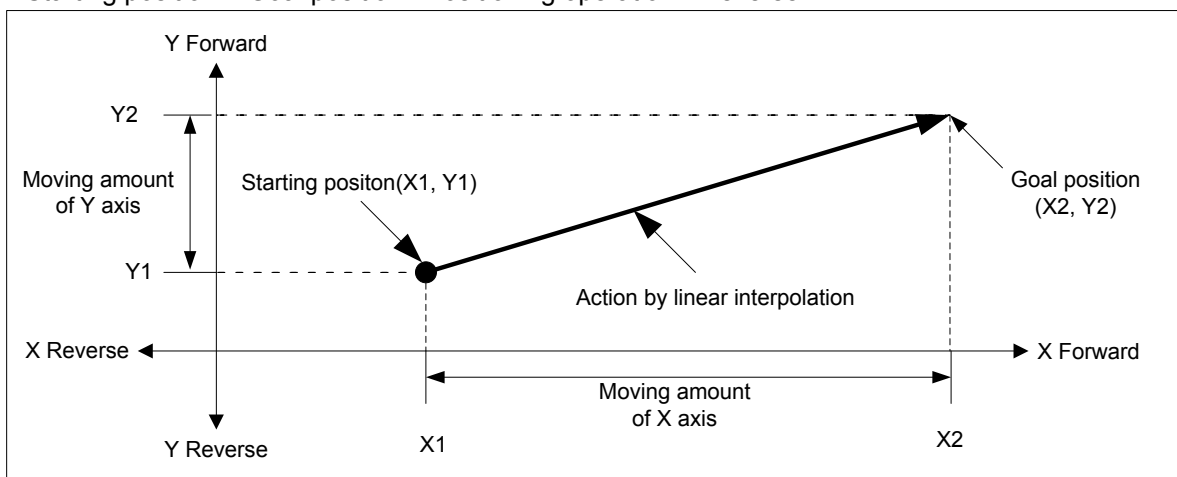 Y Forward
Y2
Moving amount
of Y axis
Starting positon(X1, Y1)
Goal position
(X2, Y2)
Y1
Action by linear interpolation
X Reverse
X Forward
Moving amount
of X axis
Y Reverse
X1
X2